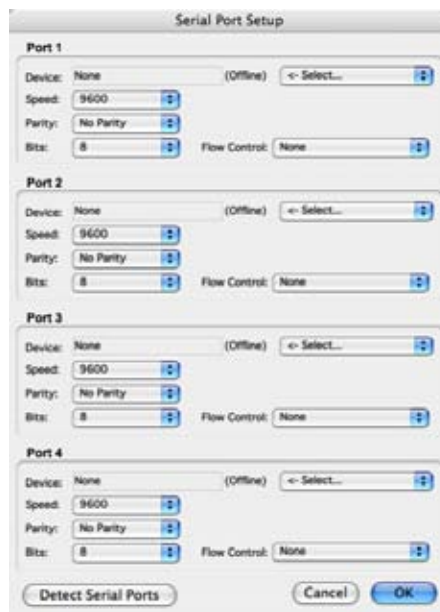 Serial Port Setup
Port 1
Device: None (Offline) <- Select...
Speed: 9600
Parity: No Parity
Bits: 8 Flow Control: None
Port 2
Device: None (Offline) <- Select...
Speed: 9600
Parity: No Parity
Bits: 8 Flow Control: None
Port 3
Device: None (Offline) <- Select...
Speed: 9600
Parity: No Parity
Bits: 8 Flow Control: None
Port 4
Device: None (Offline) <- Select...
Speed: 9600
Parity: No Parity
Bits: 8 Flow Control: None
Detect Serial Ports Cancel OK